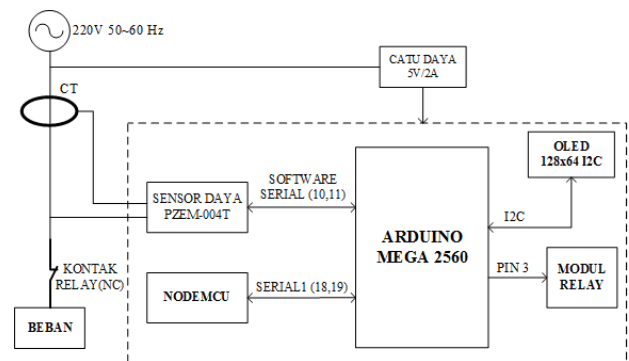 220V 50~60 Hz
CATU DAYA
5V/2A
CT
OLED
128x64 I2C
SENSOR DAYA
PZEM-004T
SOFTWARE
SERIAL (10,11)
ARDUINO
MEGA 2560
I2C
KONTAK
RELAY(NC)
NODEMCU
SERIAL1 (18,19)
PIN 3
MODUL
RELAY
BEBAN